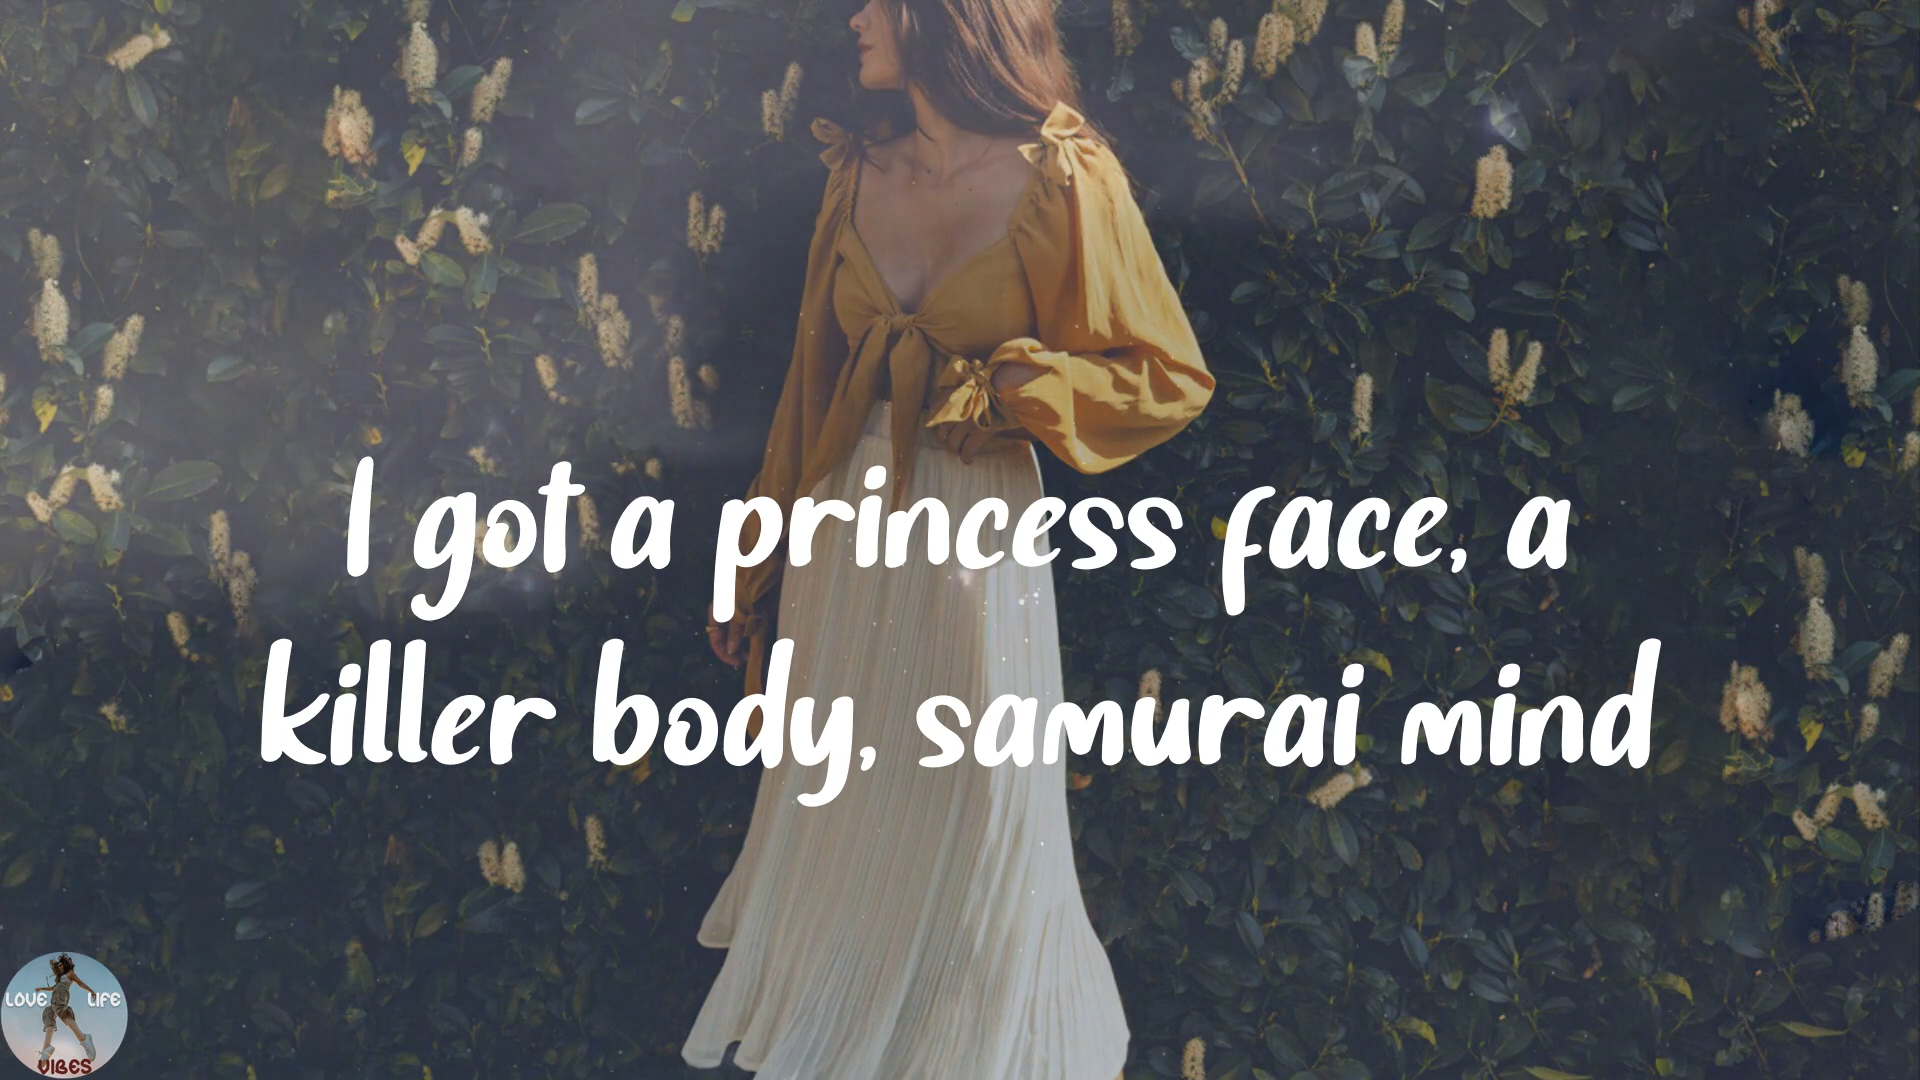 I got a princess face, a
killer body, samurai mind
LOVE LIFE
VIBES